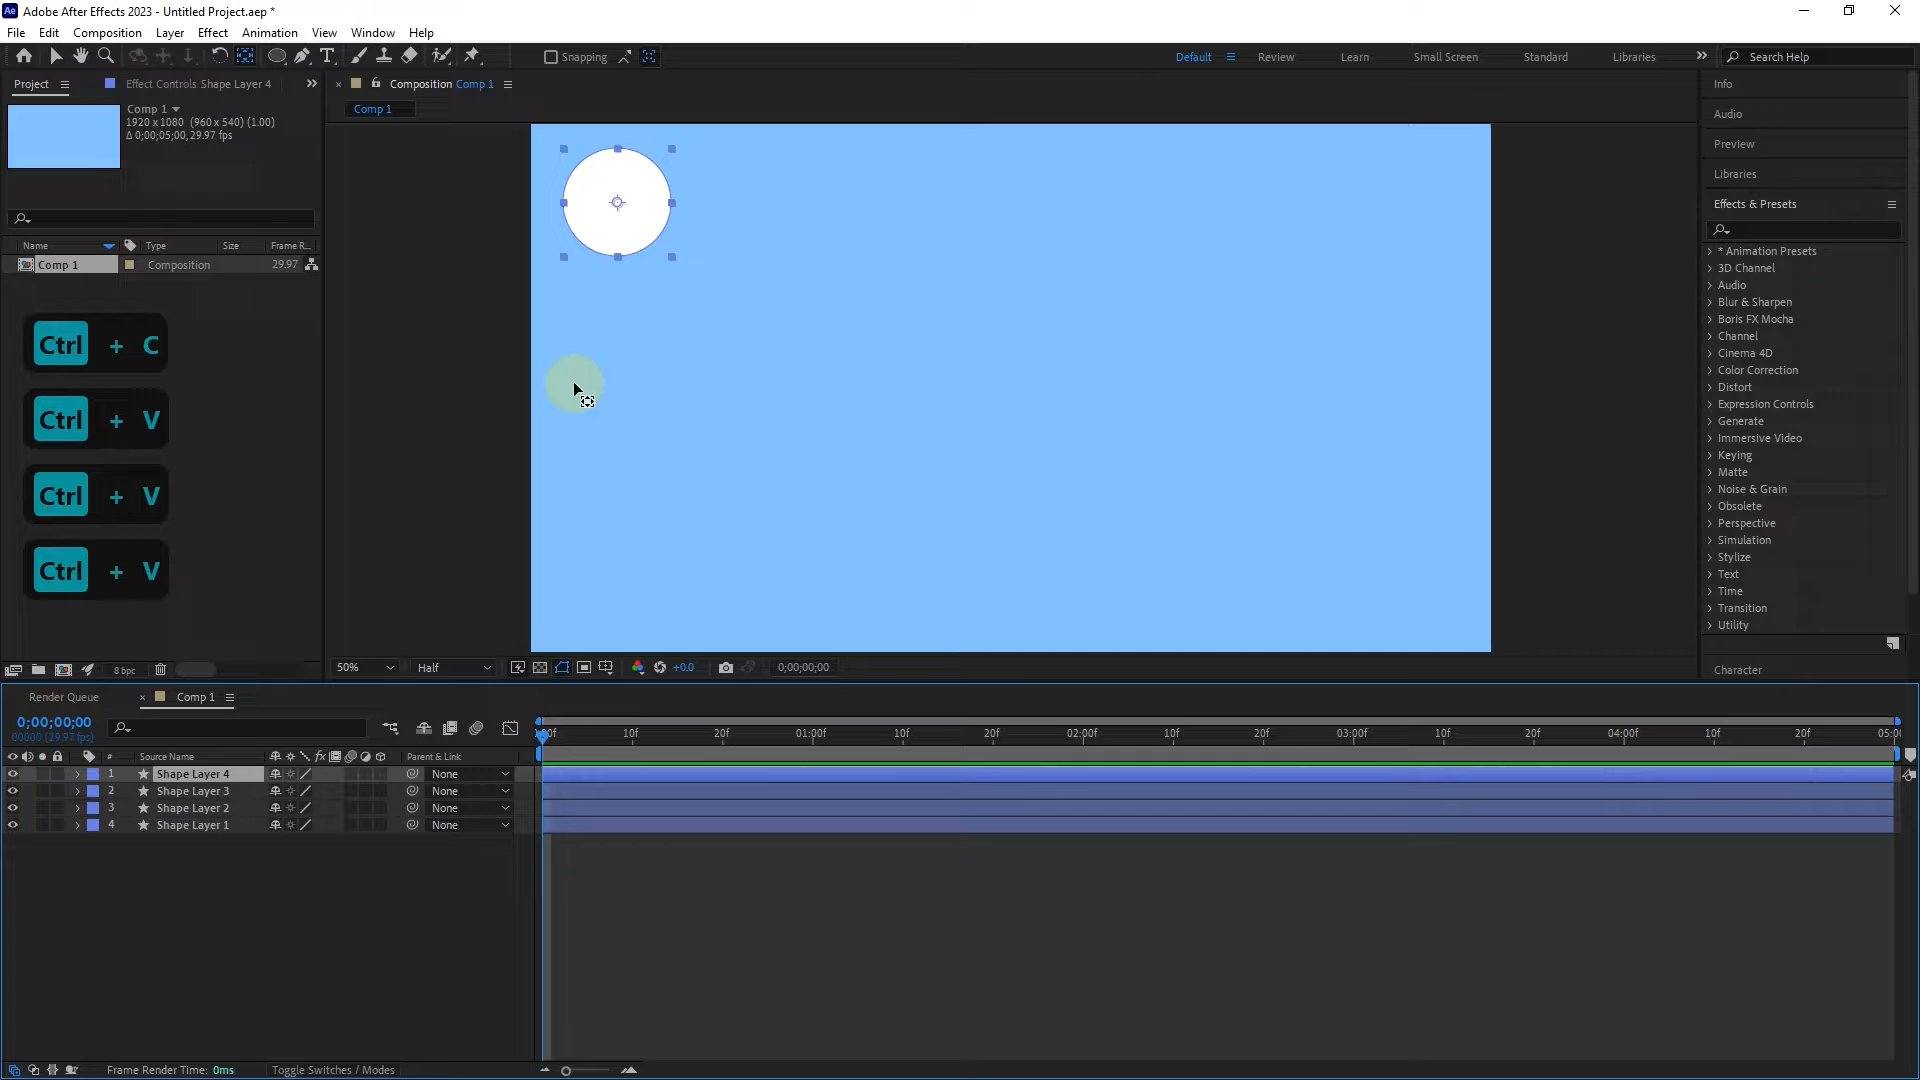 Ae Adobe After Effects 2023 - Untitled Project.aep *
File Edit Composition Layer Effect Animation View Window Help
Snapping
Default Review Learn Small Screen Standard Libraries Search Help
Project Effect Controls Shape Layer 4
Comp 1
1920 x 1080 (960 x 540) (1.00)
Δ 0;00;05;00, 29.97 fps
Name Type Size Frame R...
Comp 1 Composition 29.97
Ctrl + C
Ctrl + V
Ctrl + V
Ctrl + V
8 bpc
Composition Comp 1
Comp 1
50% Half +0.0 0;00;00;00
Info
Audio
Preview
Libraries
Effects & Presets
* Animation Presets
3D Channel
Audio
Blur & Sharpen
Boris FX Mocha
Channel
Cinema 4D
Color Correction
Distort
Expression Controls
Generate
Immersive Video
Keying
Matte
Noise & Grain
Obsolete
Perspective
Simulation
Stylize
Text
Time
Transition
Utility
Character
Render Queue Comp 1
0;00;00;00
00000 (29.97 fps)
:00f 10f 20f 01:00f 10f 20f 02:00f 10f 20f 03:00f 10f 20f 04:00f 10f 20f 05:00
# Source Name fx Parent & Link
1 Shape Layer 4 None
2 Shape Layer 3 None
3 Shape Layer 2 None
4 Shape Layer 1 None
Frame Render Time: 0ms Toggle Switches / Modes